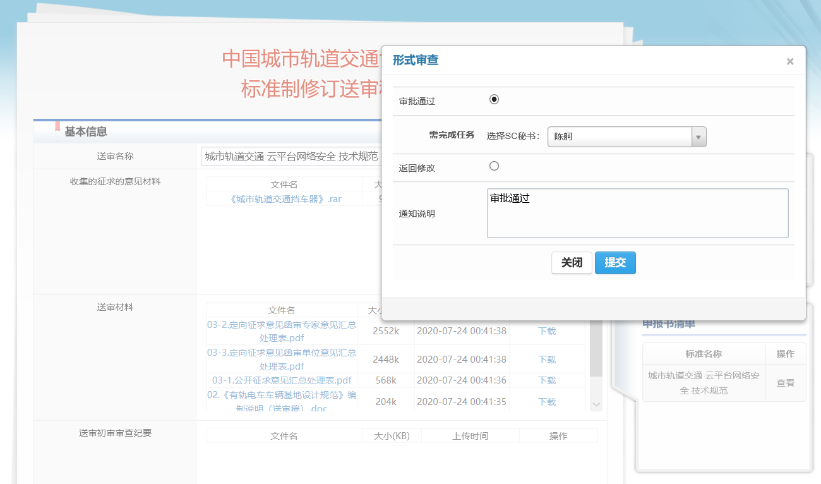 中国城市轨道交通
标准制修订送审
基本信息
送审名称
城市轨道交通 云平台网络安全 技术规范
收集的征求的意见材料
文件名
《城市轨道交通挡车器》.rar
送审材料
文件名
大小
03-2.定向征求意见函审专家意见汇总处理表.pdf
2552k
2020-07-24 00:41:38
下载
03-3.定向征求意见函审单位意见汇总处理表.pdf
2448k
2020-07-24 00:41:38
下载
03-1.公开征求意见汇总处理表.pdf
568k
2020-07-24 00:41:36
下载
02.《有轨电车车辆基地设计规范》编制说明（送审稿）.doc
204k
2020-07-24 00:41:35
下载
送审初审审查纪要
文件名
大小(KB)
上传时间
操作
形式审查
×
审批通过
需完成任务
选择SC秘书：
返回修改
通知说明
审批通过
关闭
提交
申报书清单
标准名称
操作
城市轨道交通 云平台网络安全 技术规范
查看